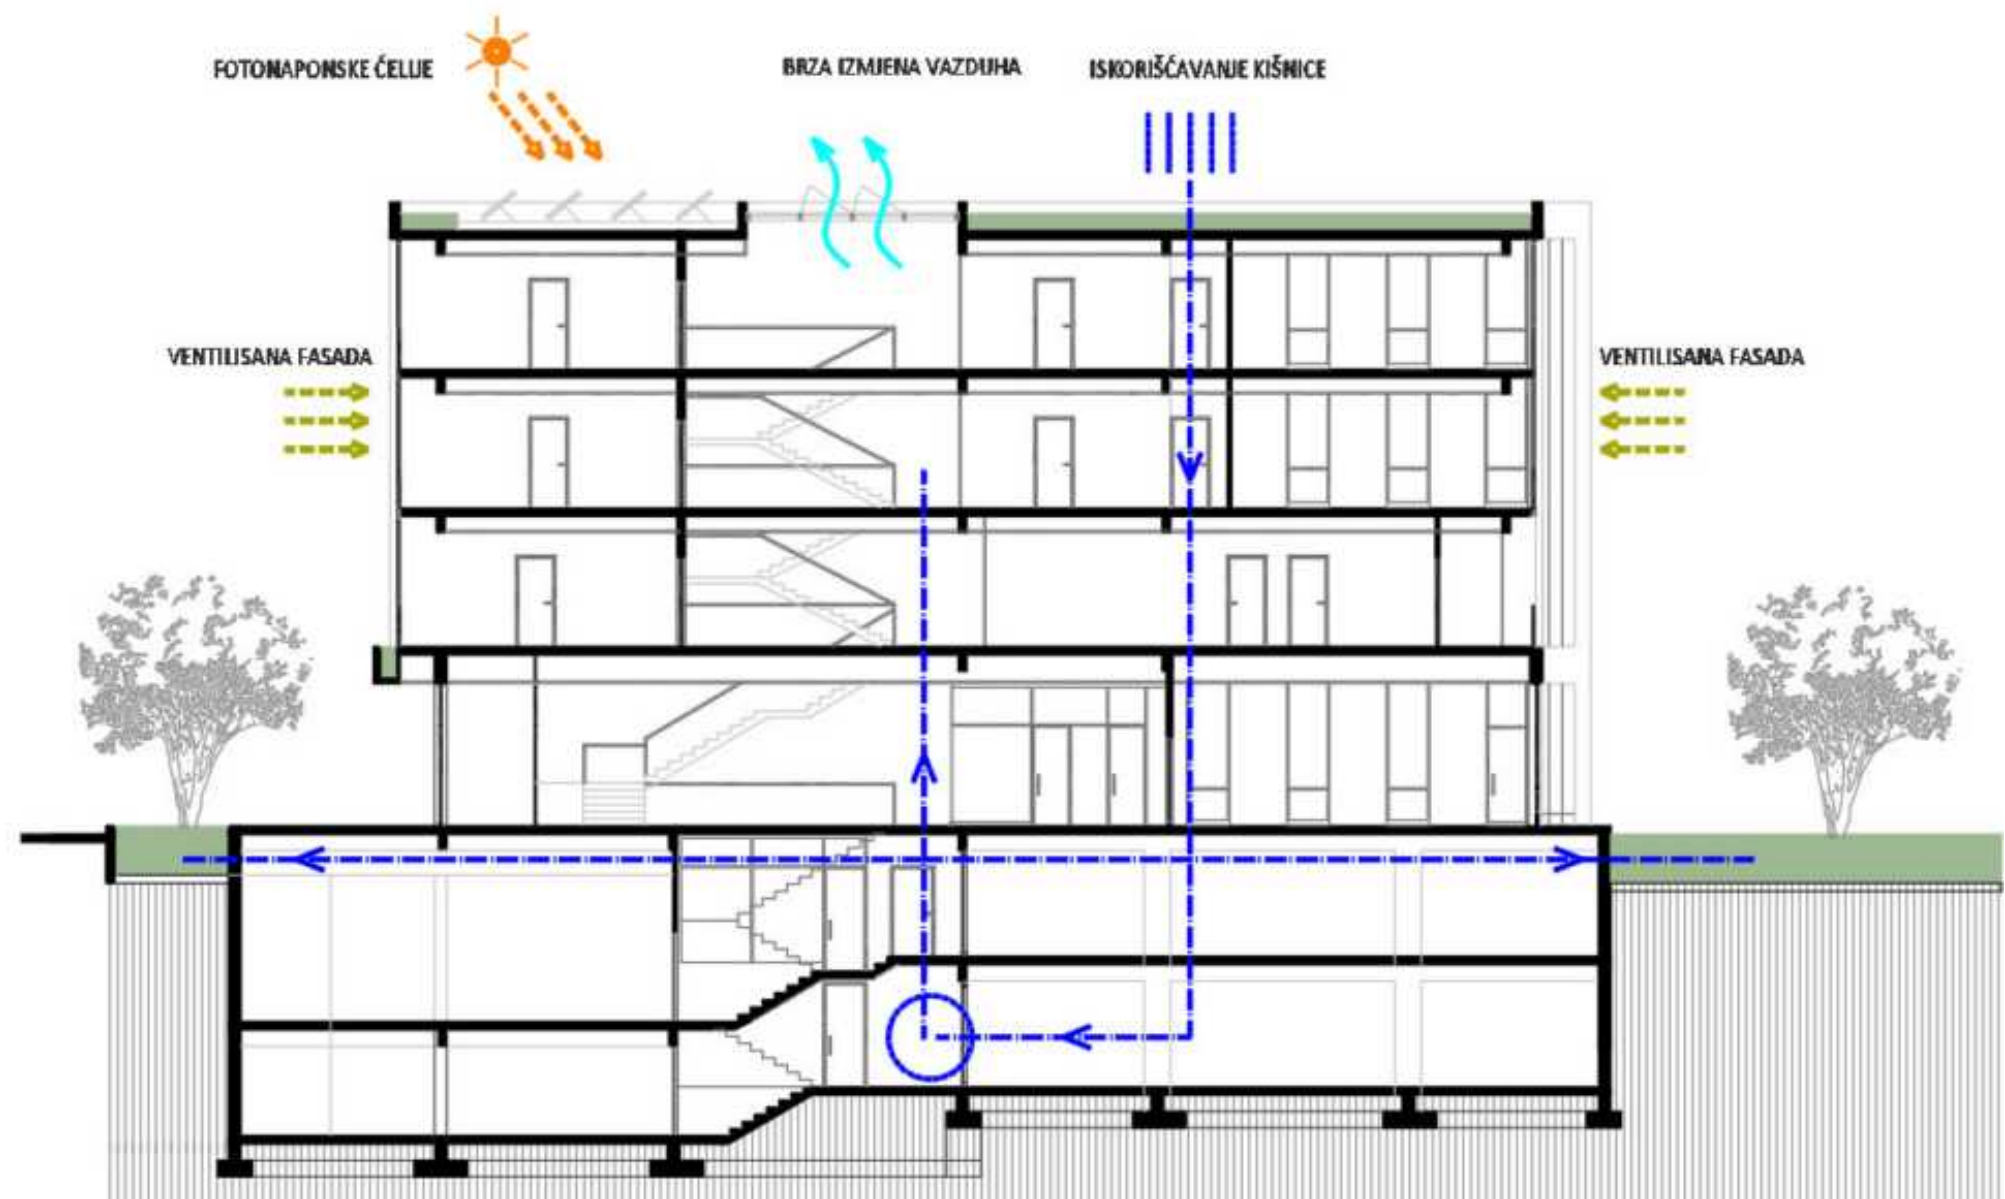 FOTONAPONSKE ĆELIJE
BRZA IZMJENA VAZDUHA
ISKORIŠĆAVANJE KIŠNICE
VENTILISANA FASADA
VENTILISANA FASADA